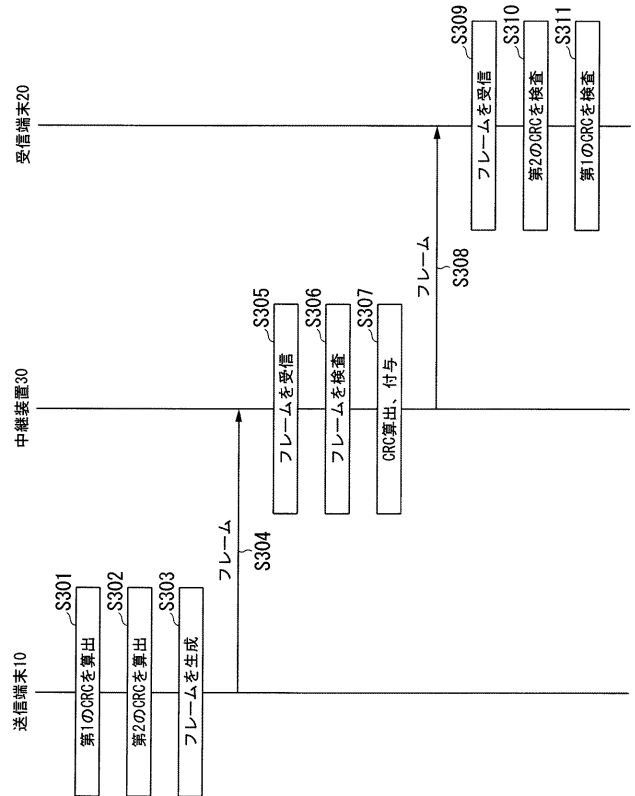 送信端末10
中継装置30
受信端末20
S301
第1のCRCを算出
S302
第2のCRCを算出
S303
フレームを生成
フレーム
S304
S305
フレームを受信
S306
フレームを検査
S307
CRC算出、付与
フレーム
S308
S309
フレームを受信
S310
第2のCRCを検査
S311
第1のCRCを検査